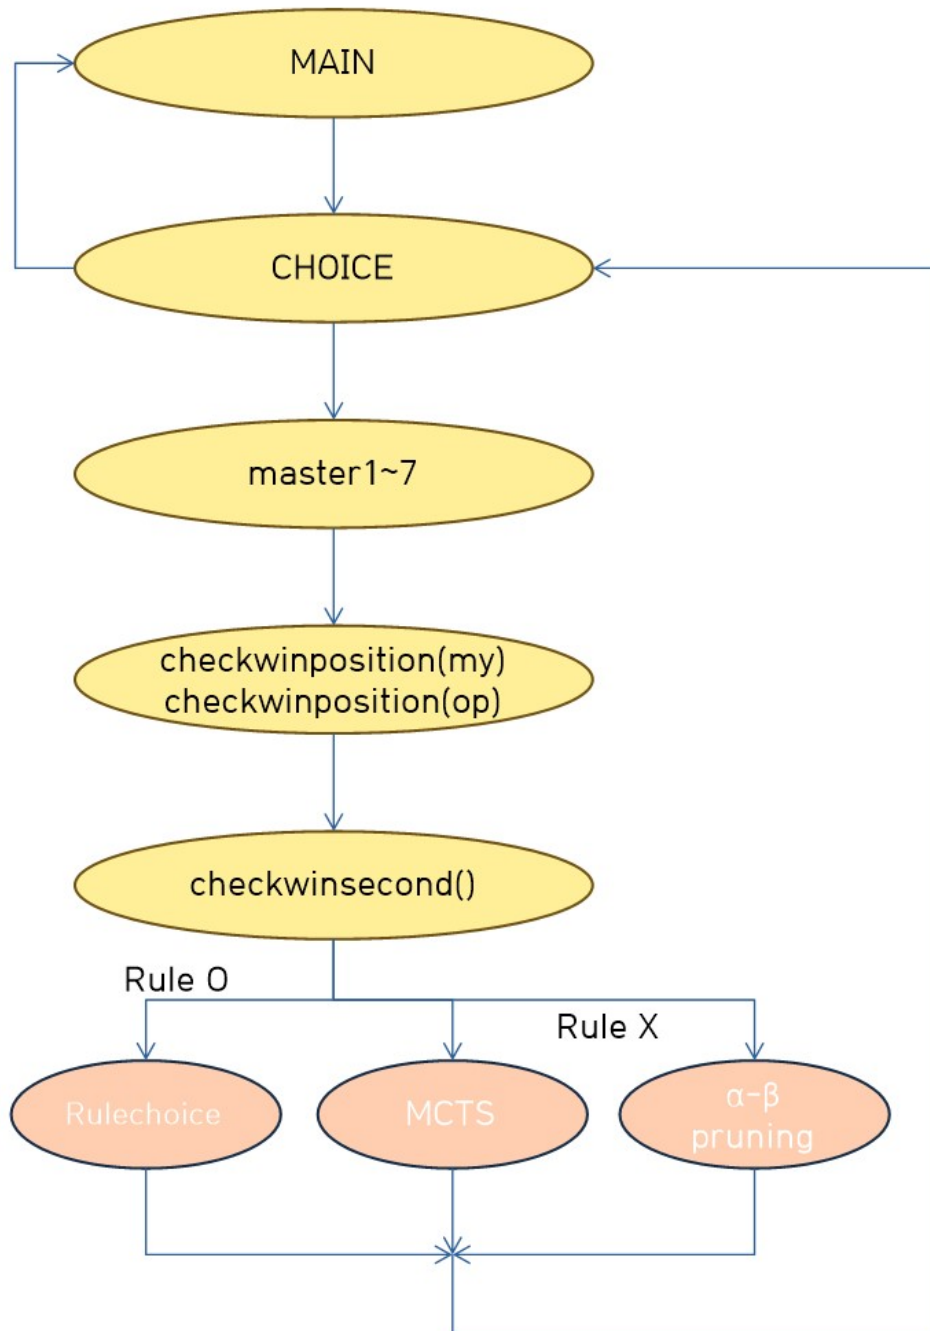 MAIN
CHOICE
master1~7
checkwinposition(my)
checkwinposition(op)
checkwinsecond()
Rule O
Rule X
Rulechoice
MCTS
α-β
pruning